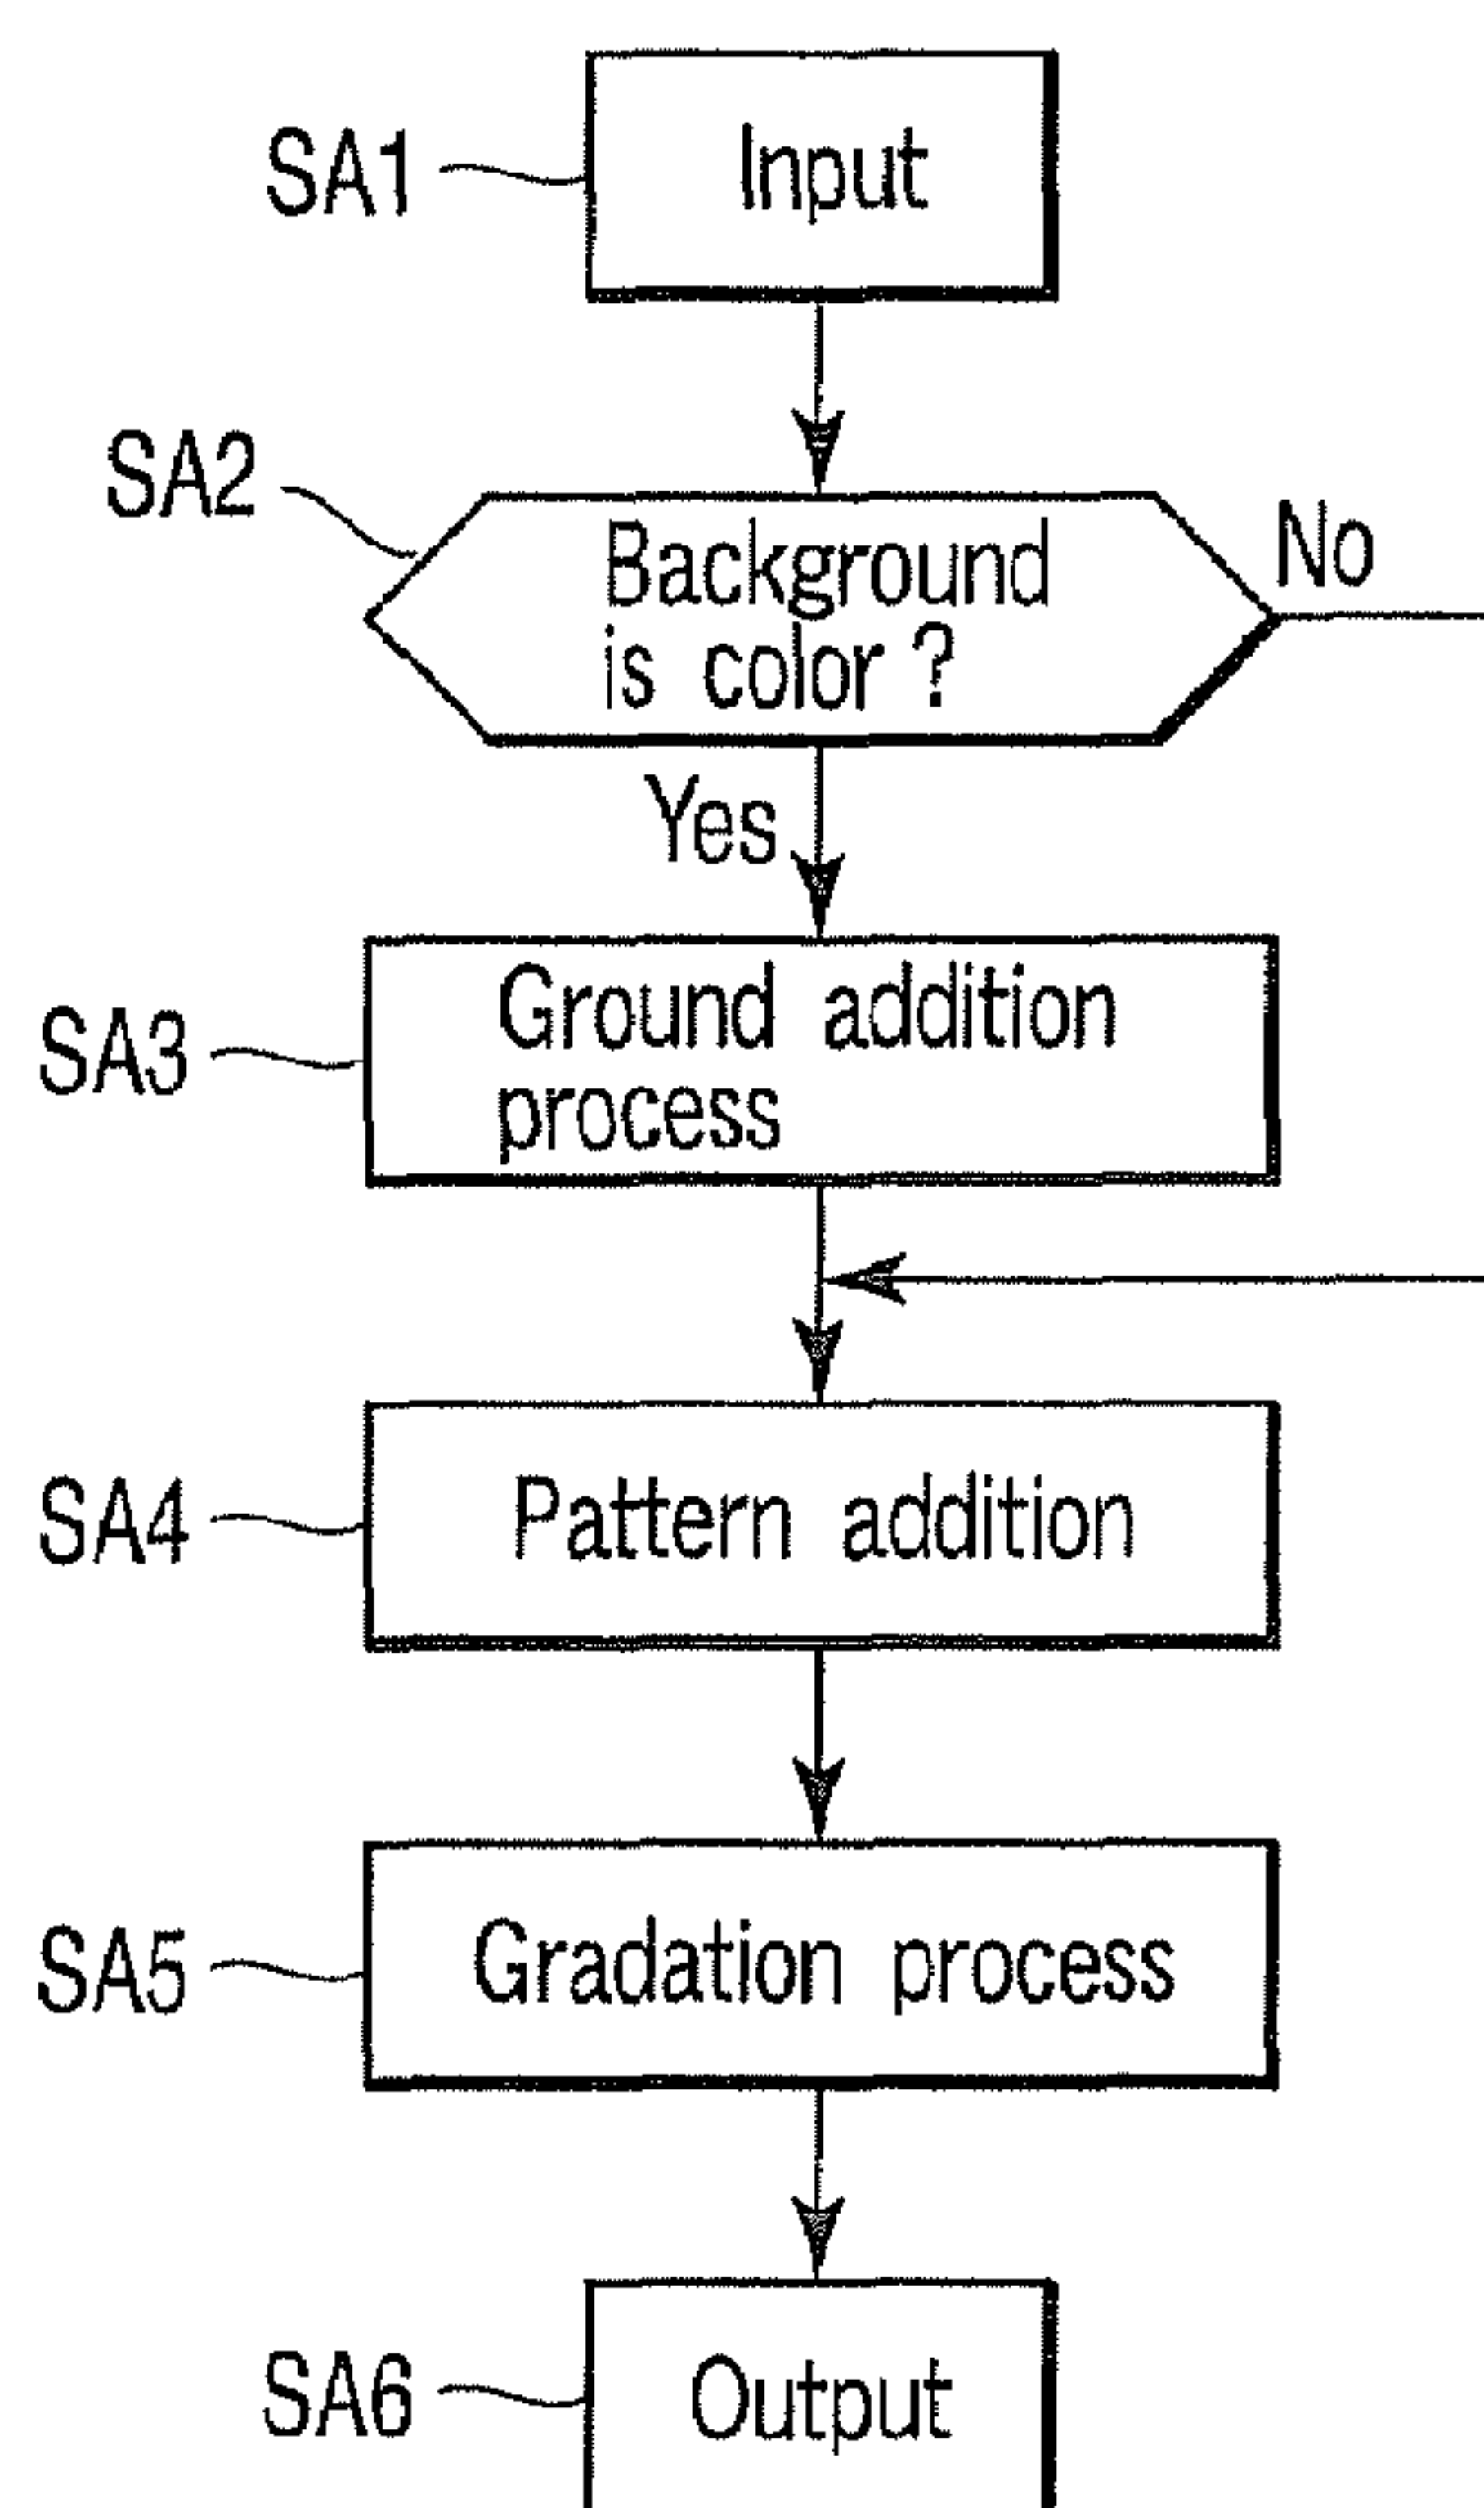 SA1
Input
SA2
Background
is color ?
No
Yes
SA3
Ground addition
process
SA4
Pattern addition
SA5
Gradation process
SA6
Output